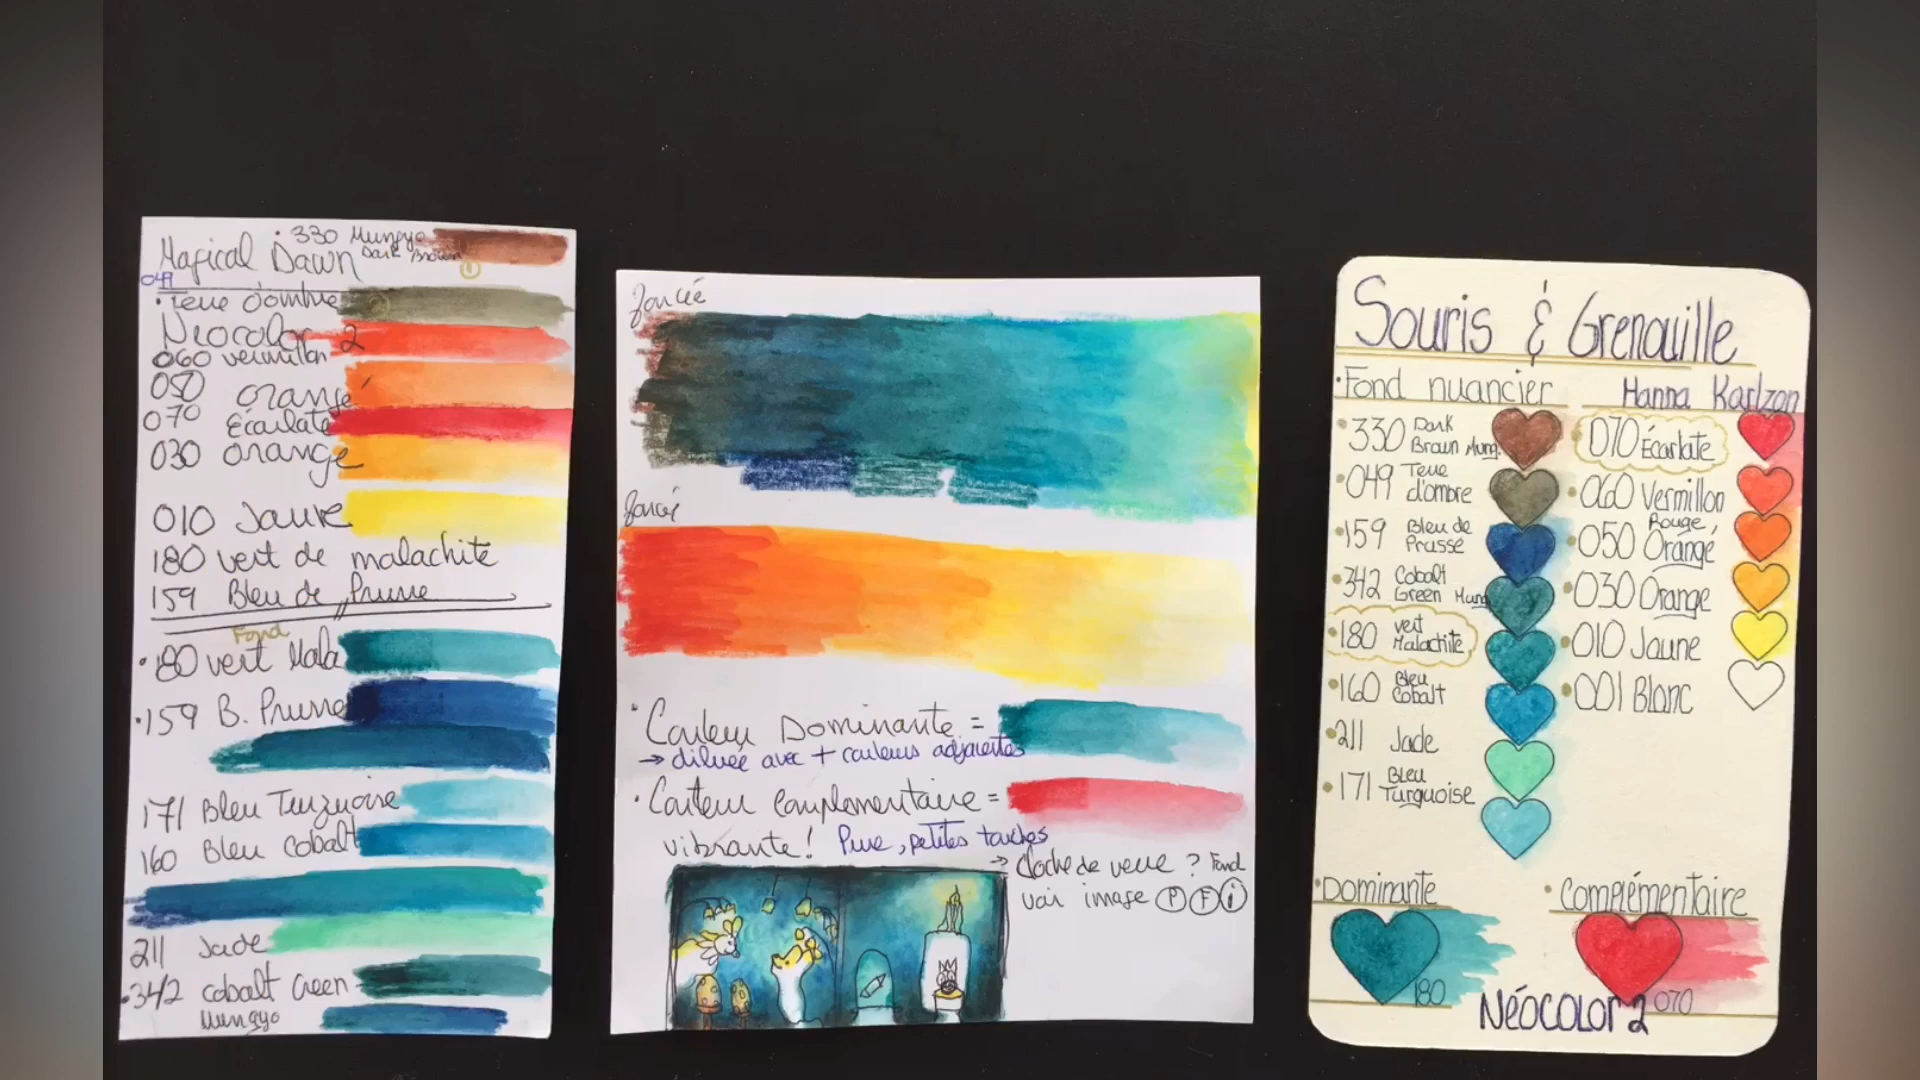 330 Mungyo
Dark Brown
Magical Dawn
049
Terre d'ombre
Neocolor 2
060 vermillon
050 orangé
070 Écarlate
030 orange
010 Jaune
180 vert de malachite
159 Bleu de Prusse
Fond
180 vert Mala
159 B. Prusse
171 Bleu Turquoise
160 Bleu Cobalt
211 Jade
342 cobalt Green
Mungyo
Foncée
Foncé
Couleur Dominante =
→ diluée avec + couleurs adjacentes
Couleur complementaire =
vibrante! Pure, petites touches
→ Cloche de verre ? Fond
voir image P F i
Souris & Grenouille
Fond nuancier
Hanna Karlzon
330 Dark
Braun Mung.
049 Terre
d'ombre
159 Bleu de
Prusse
342 Cobalt
Green Mung
180 vert
Malachite
160 Bleu
Cobalt
211 Jade
171 Bleu
Turquoise
070 Écarlate
060 Vermillon
050 Rouge,
Orangé
030 Orange
010 Jaune
001 Blanc
Dominante
180
Complémentaire
070
Néocolor 2